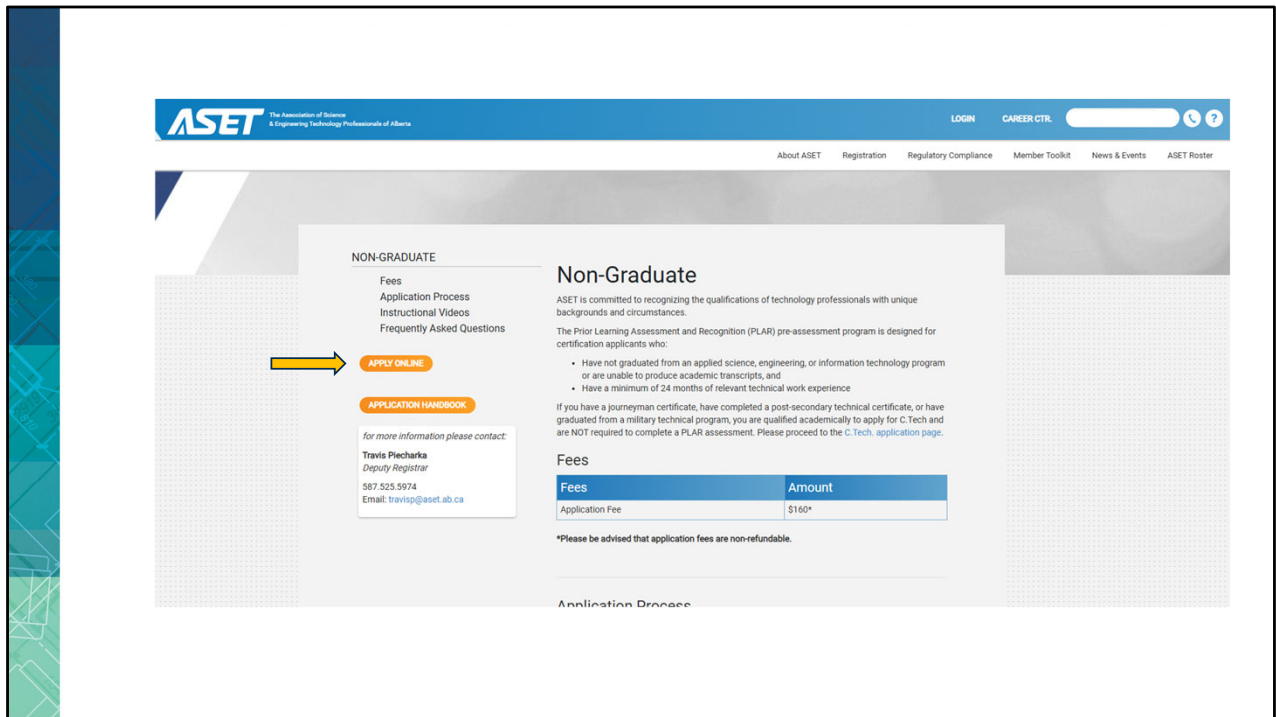 ASET
The Association of Science
& Engineering Technology Professionals of Alberta
LOGIN
CAREER CTR.
?
About ASET
Registration
Regulatory Compliance
Member Toolkit
News & Events
ASET Roster
NON-GRADUATE
Fees
Application Process
Instructional Videos
Frequently Asked Questions
APPLY ONLINE
APPLICATION HANDBOOK
for more information please contact:
Travis Piecharka
Deputy Registrar
587.525.5974
Email: travisp@aset.ab.ca
Non-Graduate
ASET is committed to recognizing the qualifications of technology professionals with unique
backgrounds and circumstances.
The Prior Learning Assessment and Recognition (PLAR) pre-assessment program is designed for
certification applicants who:
• Have not graduated from an applied science, engineering, or information technology program
or are unable to produce academic transcripts, and
• Have a minimum of 24 months of relevant technical work experience
If you have a journeyman certificate, have completed a post-secondary technical certificate, or have
graduated from a military technical program, you are qualified academically to apply for C.Tech and
are NOT required to complete a PLAR assessment. Please proceed to the C.Tech. application page.
Fees
Fees Amount
Application Fee $160*
*Please be advised that application fees are non-refundable.
Application Process